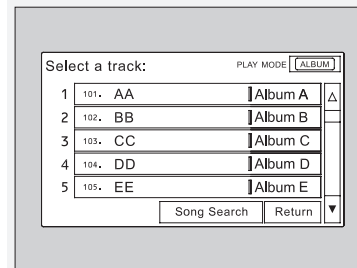 Select a track: PLAY MODE ALBUM
1 101. AA Album A
2 102. BB Album B
3 103. CC Album C
4 104. DD Album D
5 105. EE Album E
Song Search Return